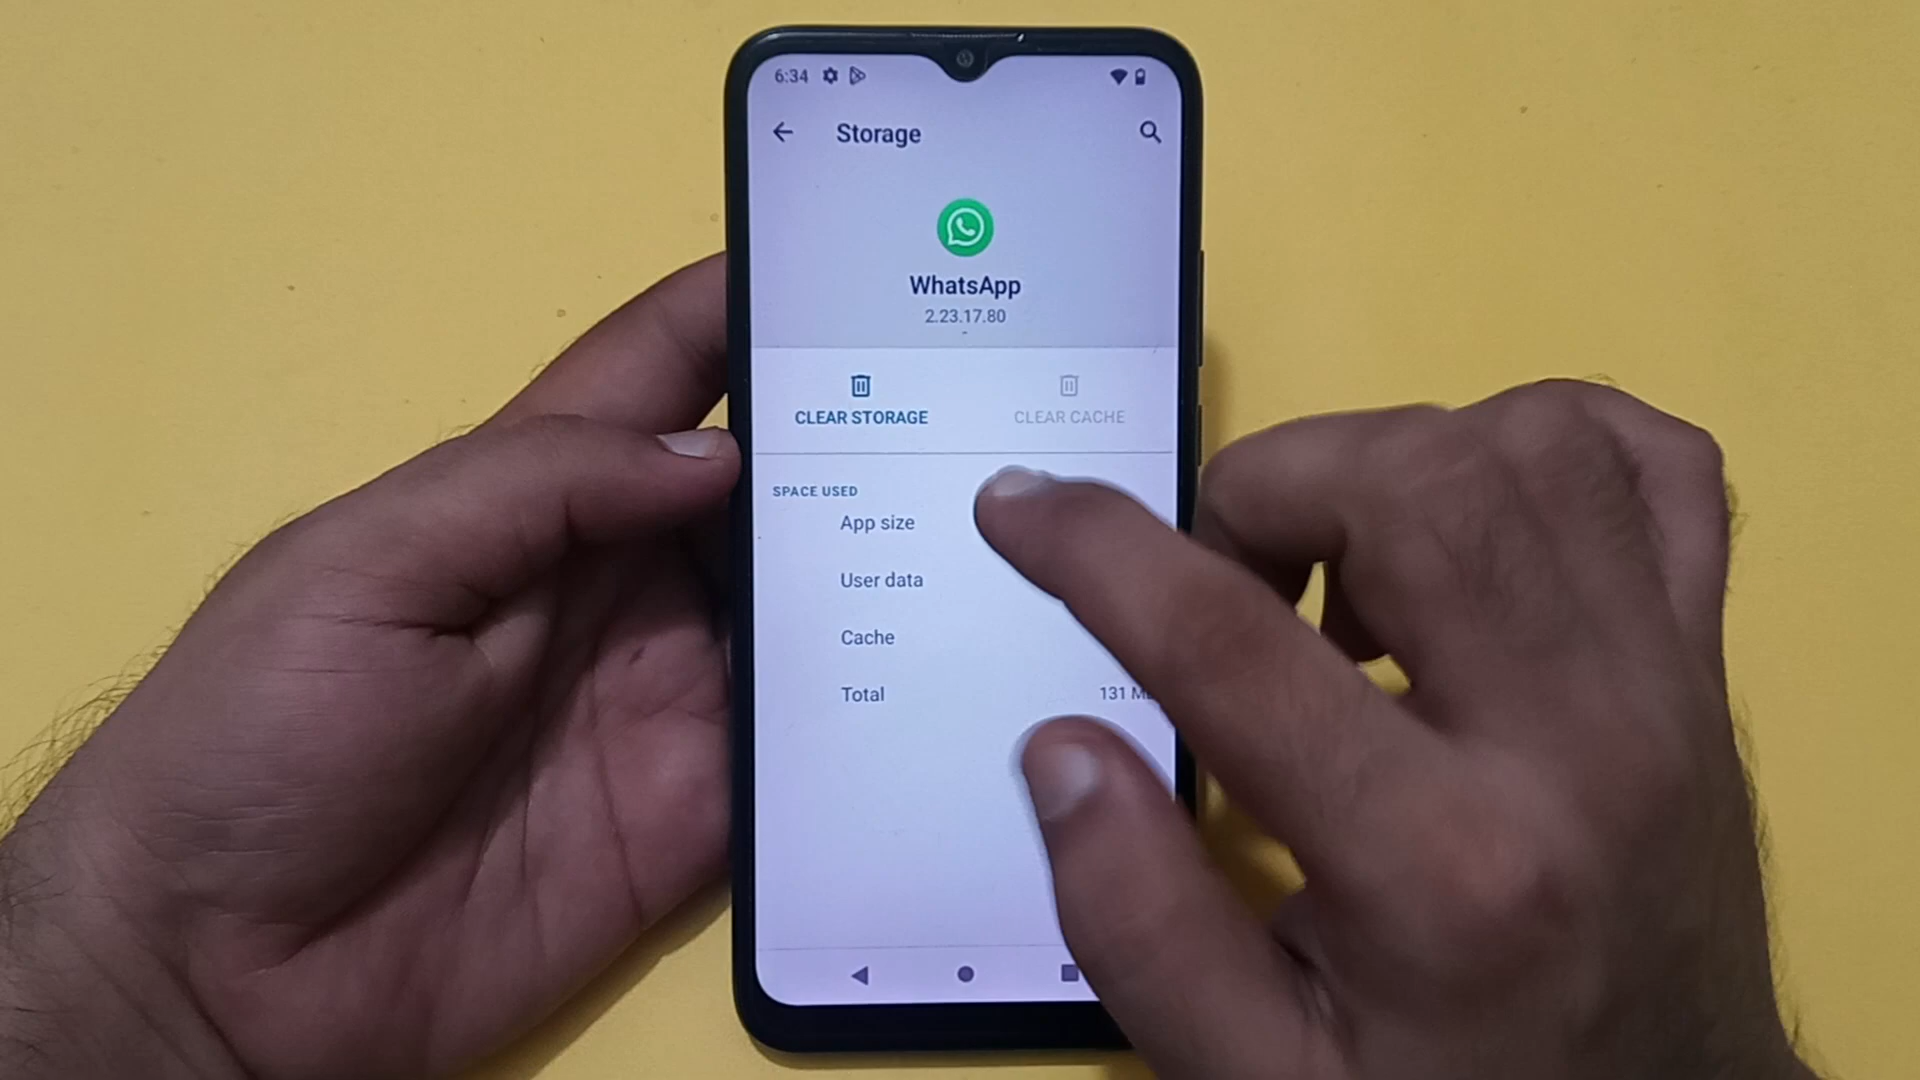 6:34
Storage
WhatsApp
2.23.17.80
-
CLEAR STORAGE
CLEAR CACHE
SPACE USED
App size
User data
Cache
Total
131